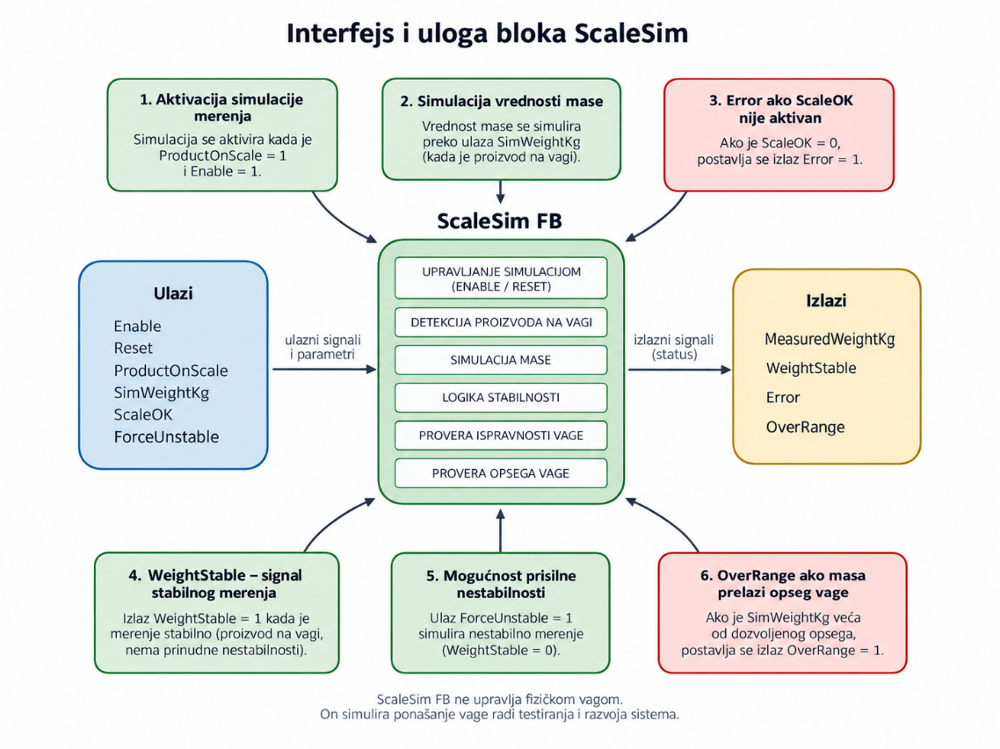 Interfejs i uloga bloka ScaleSim
1. Aktivacija simulacije
merenja
Simulacija se aktivira kada je
ProductOnScale = 1
i Enable = 1.
2. Simulacija vrednosti mase
Vrednost mase se simulira
preko ulaza SimWeightKg
(kada je proizvod na vagi).
3. Error ako ScaleOK
nije aktivan
Ako je ScaleOK = 0,
postavlja se izlaz Error = 1.
Ulazi
Enable
Reset
ProductOnScale
SimWeightKg
ScaleOK
ForceUnstable
ulazni signali
i parametri
ScaleSim FB
UPRAVLJANJE SIMULACIJOM
(ENABLE / RESET)
DETEKCIJA PROIZVODA NA VAGI
SIMULACIJA MASE
LOGIKA STABILNOSTI
PROVERA ISPRAVNOSTI VAGE
PROVERA OPSEGA VAGE
izlazni signali
(status)
Izlazi
MeasuredWeightKg
WeightStable
Error
OverRange
4. WeightStable – signal
stabilnog merenja
Izlaz WeightStable = 1 kada je
merenje stabilno (proizvod na vagi,
nema prinudne nestabilnosti).
5. Mogućnost prisilne
nestabilnosti
Ulaz ForceUnstable = 1
simulira nestabilno merenje
(WeightStable = 0).
6. OverRange ako masa
prelazi opseg vage
Ako je SimWeightKg veća
od dozvoljenog opsega,
postavlja se izlaz OverRange = 1.
ScaleSim FB ne upravlja fizičkom vagom.
On simulira ponašanje vage radi testiranja i razvoja sistema.